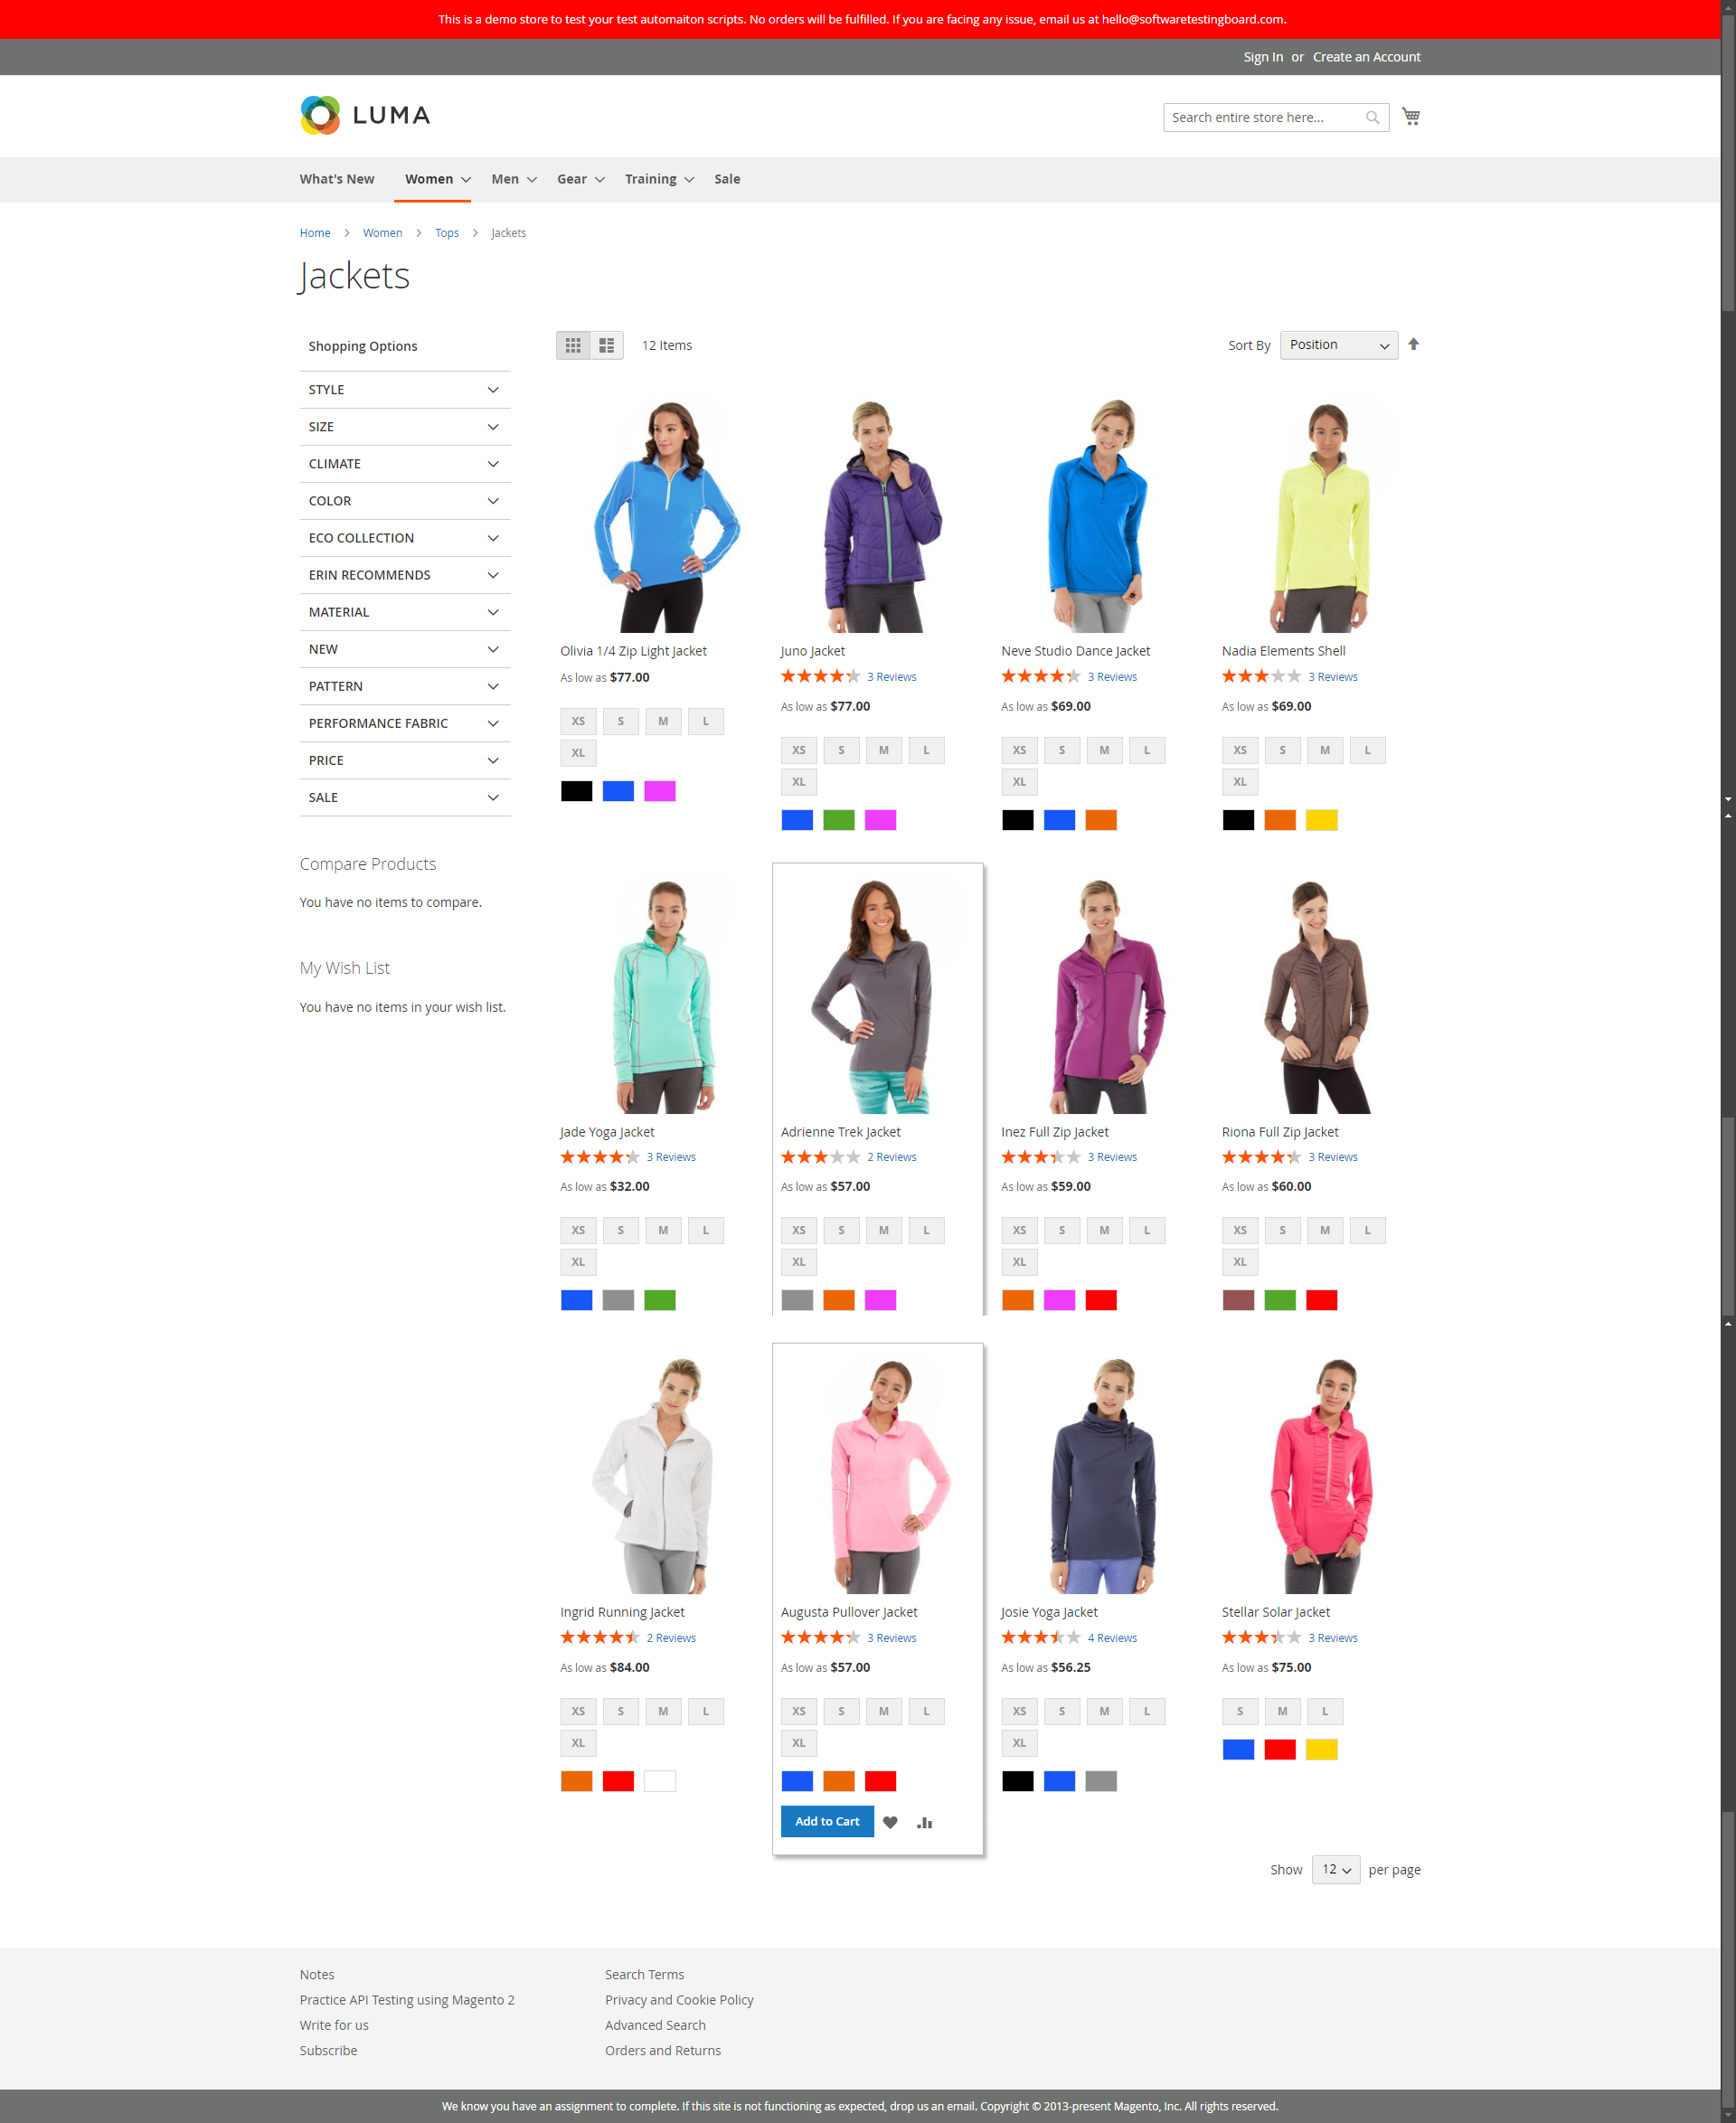 This is a demo store to test your test automaiton scripts. No orders will be fulfilled. If you are facing any issue, email us at hello@softwaretestingboard.com.
Sign In or Create an Account
LUMA
Search entire store here...
What's New Women Men Gear Training Sale
Home > Women > Tops > Jackets
Jackets
Shopping Options
STYLE
SIZE
CLIMATE
COLOR
ECO COLLECTION
ERIN RECOMMENDS
MATERIAL
NEW
PATTERN
PERFORMANCE FABRIC
PRICE
SALE
Compare Products
You have no items to compare.
My Wish List
You have no items in your wish list.
12 Items
Sort By Position
Olivia 1/4 Zip Light Jacket
As low as $77.00
XS S M L
XL
Juno Jacket
3 Reviews
As low as $77.00
XS S M L
XL
Neve Studio Dance Jacket
3 Reviews
As low as $69.00
XS S M L
XL
Nadia Elements Shell
3 Reviews
As low as $69.00
XS S M L
XL
Jade Yoga Jacket
3 Reviews
As low as $32.00
XS S M L
XL
Adrienne Trek Jacket
2 Reviews
As low as $57.00
XS S M L
XL
Inez Full Zip Jacket
3 Reviews
As low as $59.00
XS S M L
XL
Riona Full Zip Jacket
3 Reviews
As low as $60.00
XS S M L
XL
Ingrid Running Jacket
2 Reviews
As low as $84.00
XS S M L
XL
Augusta Pullover Jacket
3 Reviews
As low as $57.00
XS S M L
XL
Add to Cart
Josie Yoga Jacket
4 Reviews
As low as $56.25
XS S M L
XL
Stellar Solar Jacket
3 Reviews
As low as $75.00
S M L
Show 12 per page
Notes
Practice API Testing using Magento 2
Write for us
Subscribe
Search Terms
Privacy and Cookie Policy
Advanced Search
Orders and Returns
We know you have an assignment to complete. If this site is not functioning as expected, drop us an email. Copyright © 2013-present Magento, Inc. All rights reserved.